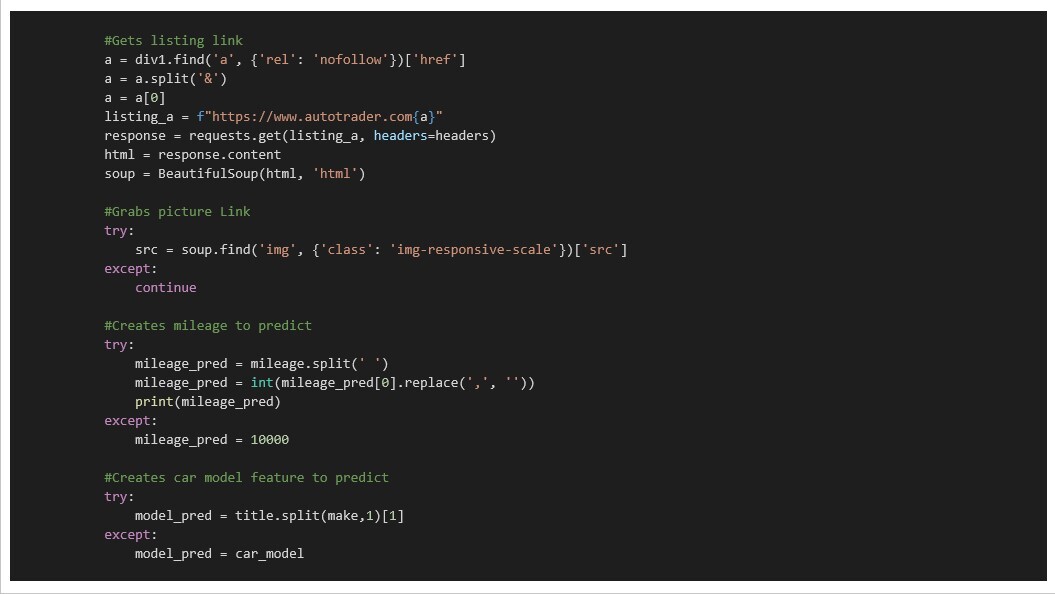 #Gets listing link
a = div1.find('a', {'rel': 'nofollow'})['href']
a = a.split('&')
a = a[0]
listing_a = f"https://www.autotrader.com{a}"
response = requests.get(listing_a, headers=headers)
html = response.content
soup = BeautifulSoup(html, 'html')
#Grabs picture Link
try:
    src = soup.find('img', {'class': 'img-responsive-scale'})['src']
except:
    continue
#Creates mileage to predict
try:
    mileage_pred = mileage.split(' ')
    mileage_pred = int(mileage_pred[0].replace(',', ''))
    print(mileage_pred)
except:
    mileage_pred = 10000
#Creates car model feature to predict
try:
    model_pred = title.split(make,1)[1]
except:
    model_pred = car_model